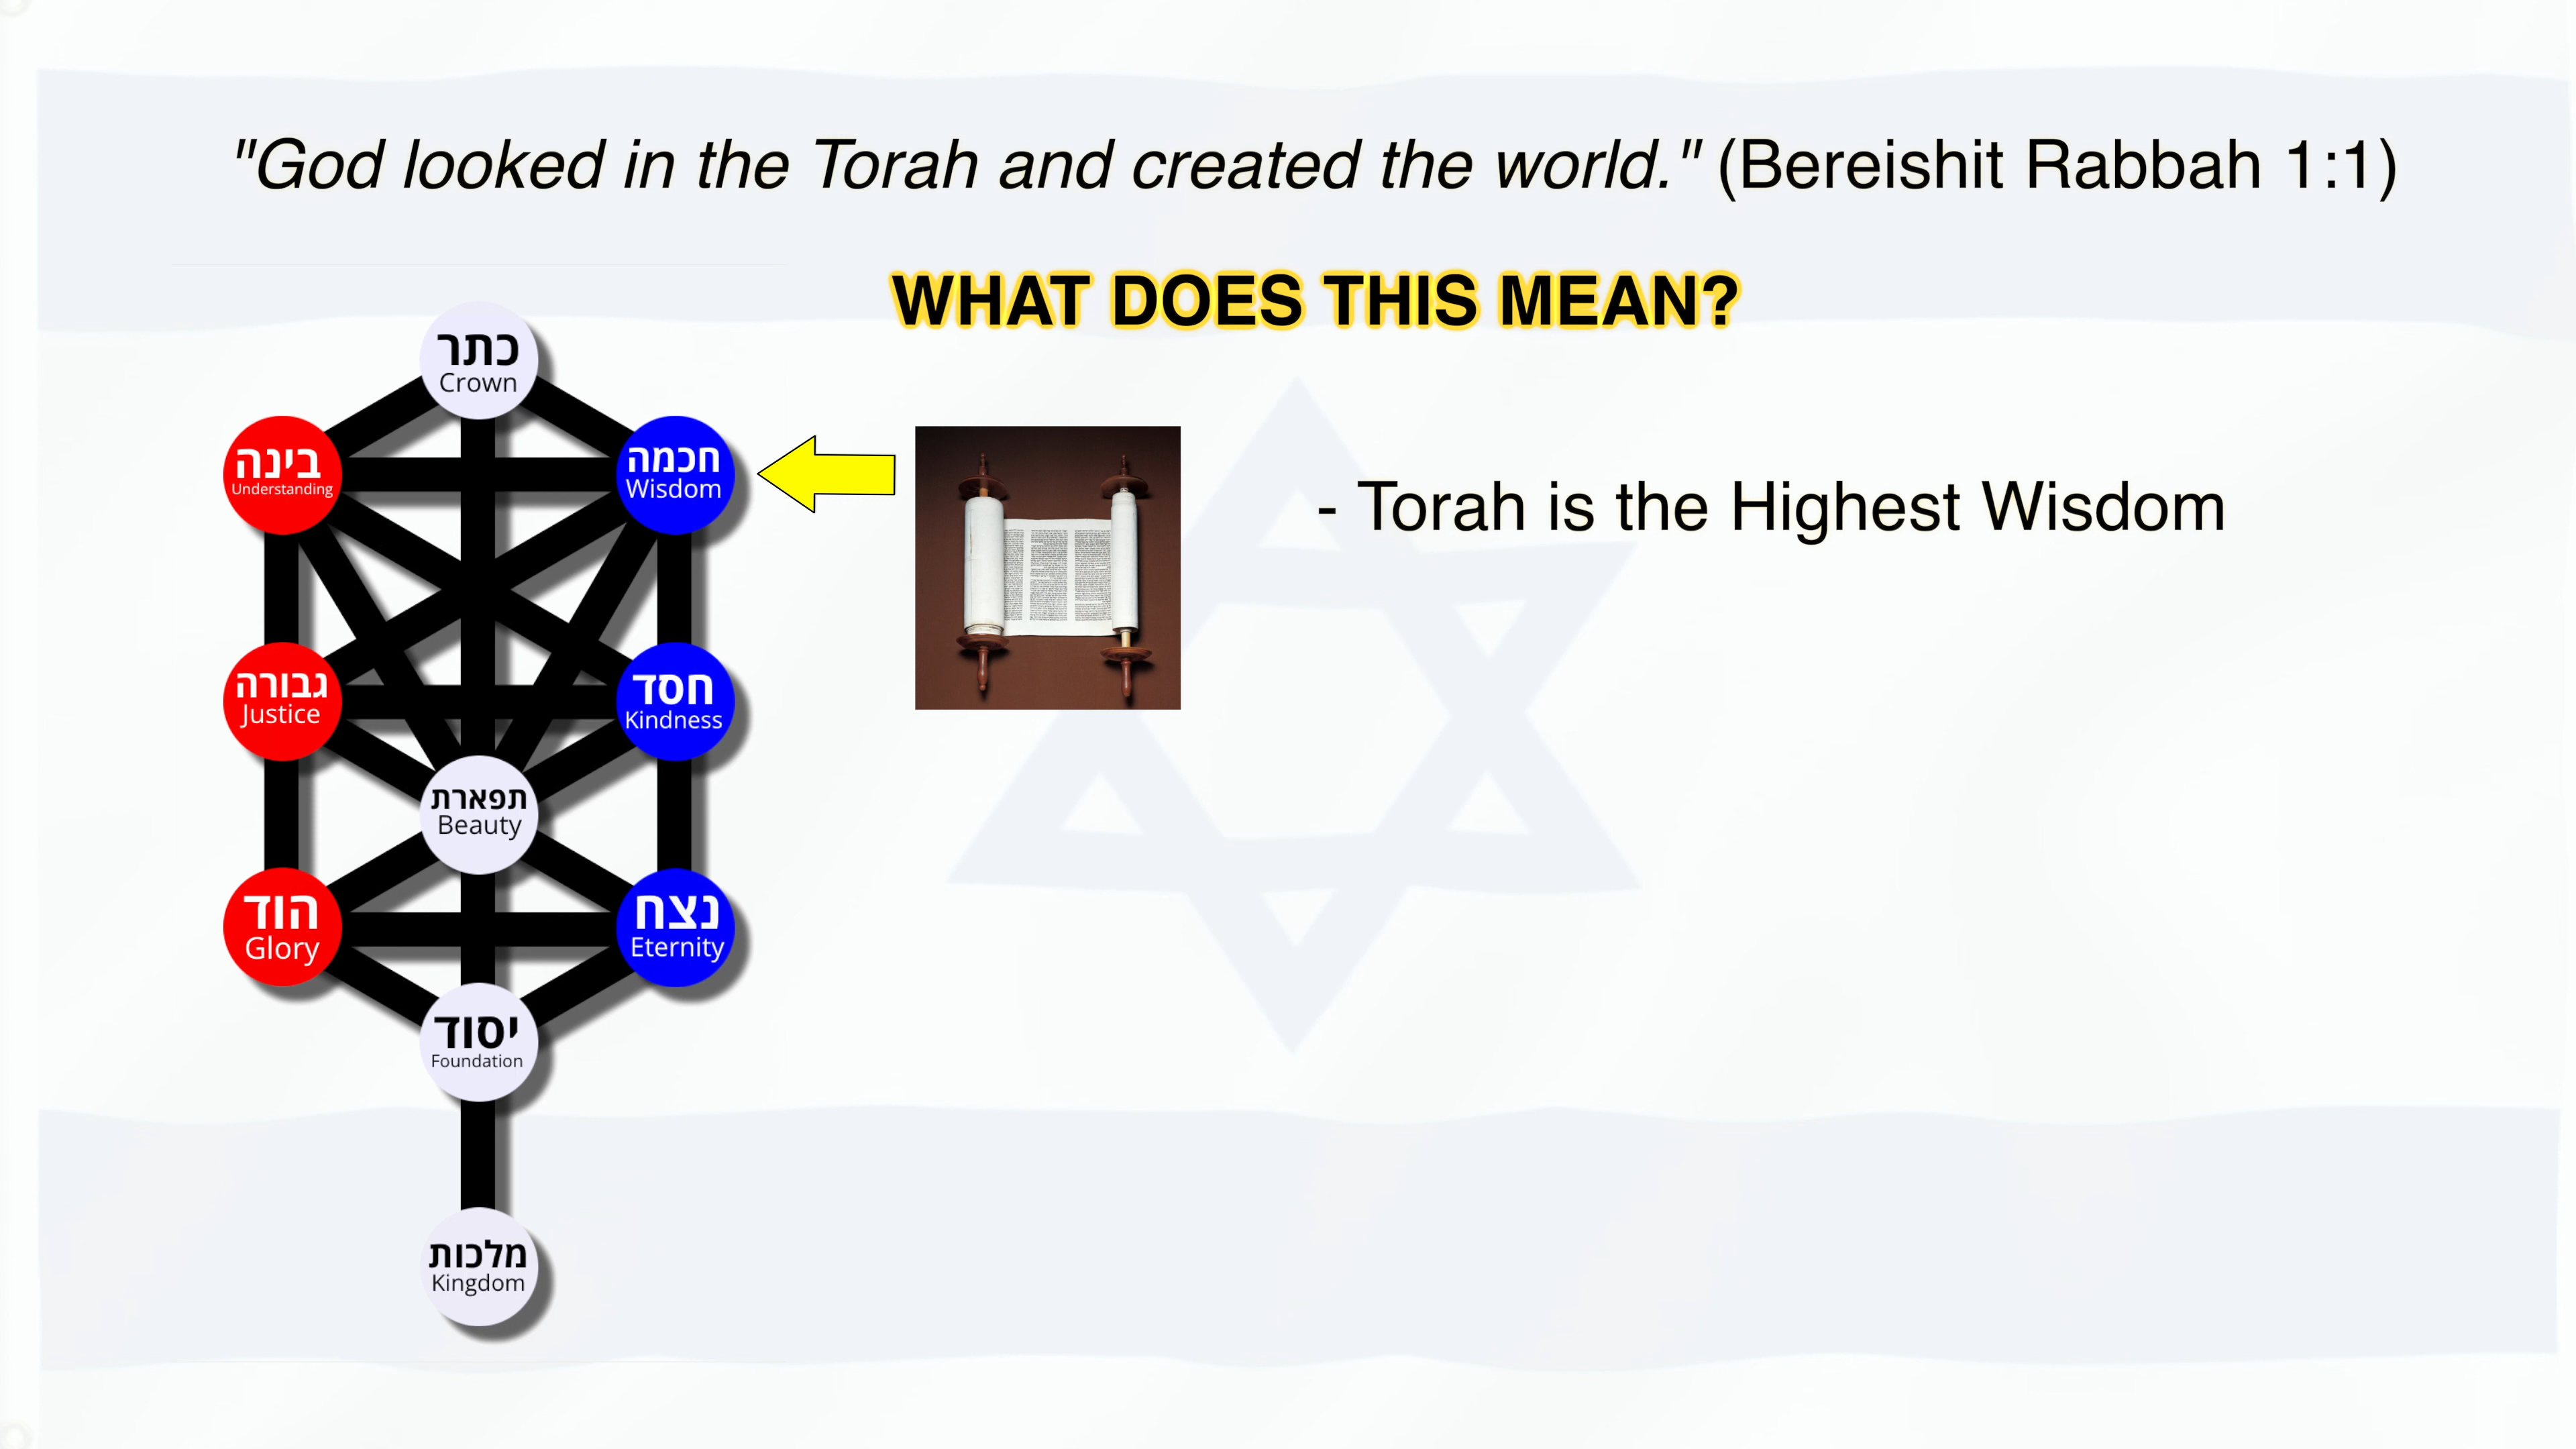 "God looked in the Torah and created the world." (Bereishit Rabbah 1:1)
WHAT DOES THIS MEAN?
כתר
Crown
בינה
Understanding
חכמה
Wisdom
- Torah is the Highest Wisdom
גבורה
Justice
חסד
Kindness
תפארת
Beauty
הוד
Glory
נצח
Eternity
יסוד
Foundation
מלכות
Kingdom